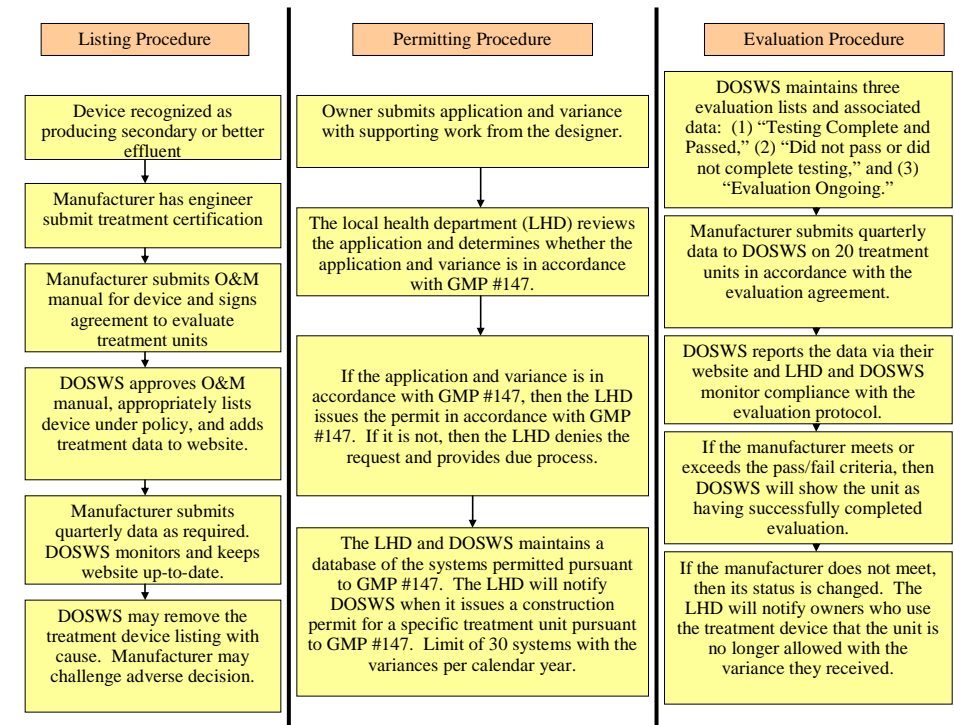 Listing Procedure
Device recognized as
producing secondary or better
effluent
Manufacturer has engineer
submit treatment certification
Manufacturer submits O&M
manual for device and signs
agreement to evaluate
treatment units
DOSWS approves O&M
manual, appropriately lists
device under policy, and adds
treatment data to website.
Manufacturer submits
quarterly data as required.
DOSWS monitors and keeps
website up-to-date.
DOSWS may remove the
treatment device listing with
cause.  Manufacturer may
challenge adverse decision.
Permitting Procedure
Owner submits application and variance
with supporting work from the designer.
The local health department (LHD) reviews
the application and determines whether the
application and variance is in accordance
with GMP #147.
If the application and variance is in
accordance with GMP #147, then the LHD
issues the permit in accordance with GMP
#147.  If it is not, then the LHD denies the
request and provides due process.
The LHD and DOSWS maintains a
database of the systems permitted pursuant
to GMP #147.  The LHD will notify
DOSWS when it issues a construction
permit for a specific treatment unit pursuant
to GMP #147.  Limit of 30 systems with the
variances per calendar year.
Evaluation Procedure
DOSWS maintains three
evaluation lists and associated
data:  (1) “Testing Complete and
Passed,” (2) “Did not pass or did
not complete testing,” and (3)
“Evaluation Ongoing.”
Manufacturer submits quarterly
data to DOSWS on 20 treatment
units in accordance with the
evaluation agreement.
DOSWS reports the data via their
website and LHD and DOSWS
monitor compliance with the
evaluation protocol.
If the manufacturer meets or
exceeds the pass/fail criteria, then
DOSWS will show the unit as
having successfully completed
evaluation.
If the manufacturer does not meet,
then its status is changed.  The
LHD will notify owners who use
the treatment device that the unit is
no longer allowed with the
variance they received.